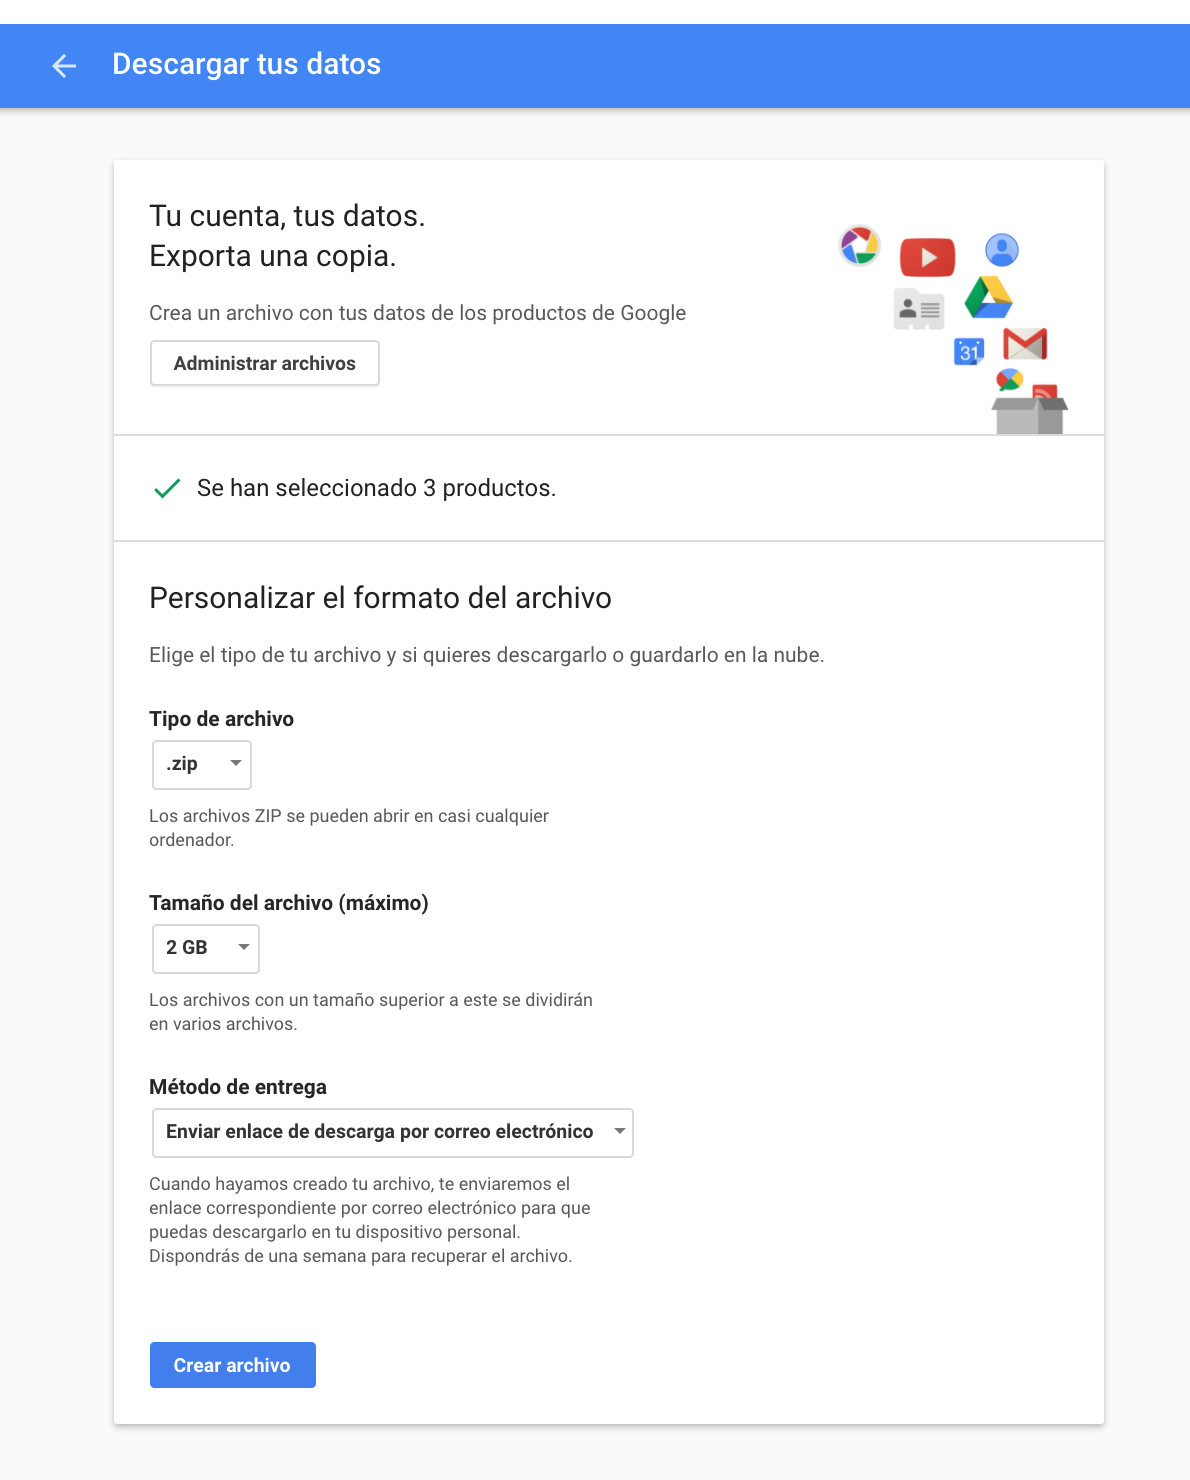 Descargar tus datos
Tu cuenta, tus datos.
Exporta una copia.
Crea un archivo con tus datos de los productos de Google
Administrar archivos
31
Se han seleccionado 3 productos.
Personalizar el formato del archivo
Elige el tipo de tu archivo y si quieres descargarlo o guardarlo en la nube.
Tipo de archivo
.zip
Los archivos ZIP se pueden abrir en casi cualquier
ordenador.
Tamaño del archivo (máximo)
2 GB
Los archivos con un tamaño superior a este se dividirán
en varios archivos.
Método de entrega
Enviar enlace de descarga por correo electrónico
Cuando hayamos creado tu archivo, te enviaremos el
enlace correspondiente por correo electrónico para que
puedas descargarlo en tu dispositivo personal.
Dispondrás de una semana para recuperar el archivo.
Crear archivo